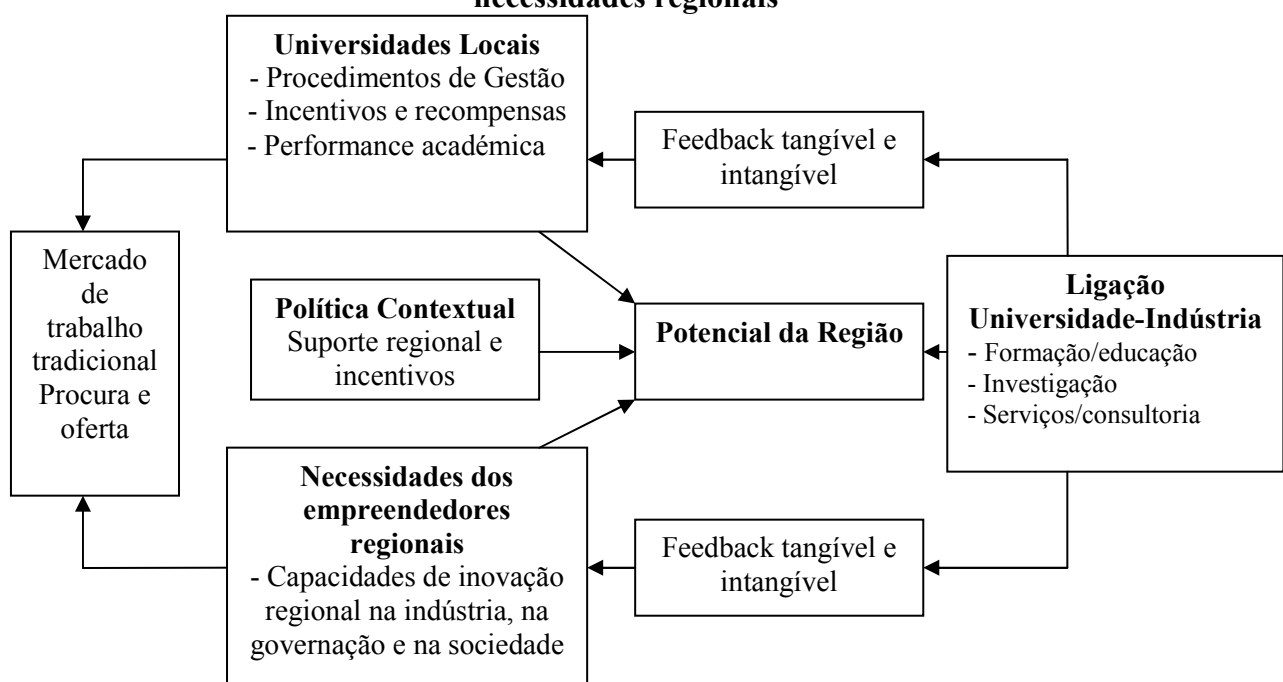 necessidades regionais
Universidades Locais
- Procedimentos de Gestão
- Incentivos e recompensas
- Performance académica
Feedback tangível e
intangível
Mercado
de
trabalho
tradicional
Procura e
oferta
Política Contextual
Suporte regional e
incentivos
Potencial da Região
Ligação
Universidade-Indústria
- Formação/educação
- Investigação
- Serviços/consultoria
Necessidades dos
empreendedores
regionais
- Capacidades de inovação
regional na indústria, na
governação e na sociedade
Feedback tangível e
intangível